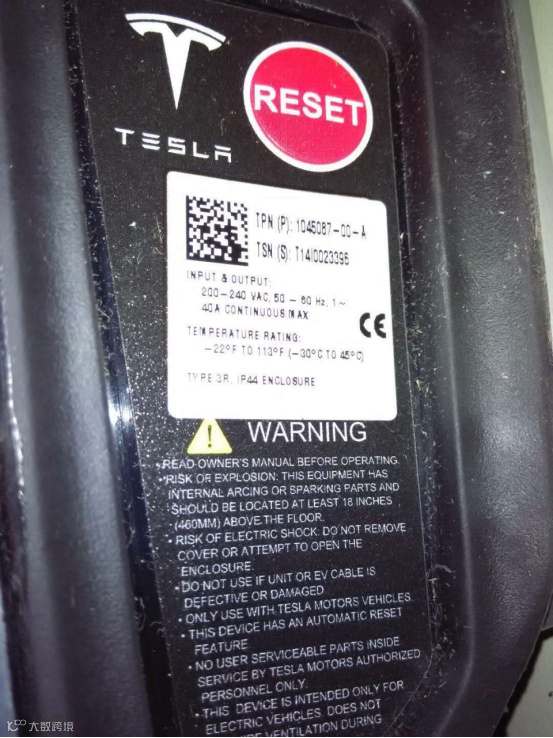 TESLA
RESET
TPN (P): 1045087-00-A
TSN (S): T14I0023396
INPUT & OUTPUT:
200-240 VAC, 50 - 60 Hz, 1~
40A CONTINUOUS MAX
TEMPERATURE RATING:
-22°F TO 113°F (-30°C TO 45°C)
CE
TYPE 3R, IP44 ENCLOSURE
WARNING
•READ OWNER'S MANUAL BEFORE OPERATING.
•RISK OF EXPLOSION: THIS EQUIPMENT HAS
INTERNAL ARCING OR SPARKING PARTS AND
SHOULD BE LOCATED AT LEAST 18 INCHES
(460MM) ABOVE THE FLOOR.
• RISK OF ELECTRIC SHOCK: DO NOT REMOVE
COVER OR ATTEMPT TO OPEN THE
ENCLOSURE.
• DO NOT USE IF UNIT OR EV CABLE IS
DEFECTIVE OR DAMAGED
• ONLY USE WITH TESLA MOTORS VEHICLES.
• THIS DEVICE HAS AN AUTOMATIC RESET
FEATURE
• NO USER SERVICEABLE PARTS INSIDE
SERVICE BY TESLA MOTORS AUTHORIZED
PERSONNEL ONLY.
• THIS DEVICE IS INTENDED ONLY FOR
ELECTRIC VEHICLES. DOES NOT
VENTILATION DURING
大数跨境